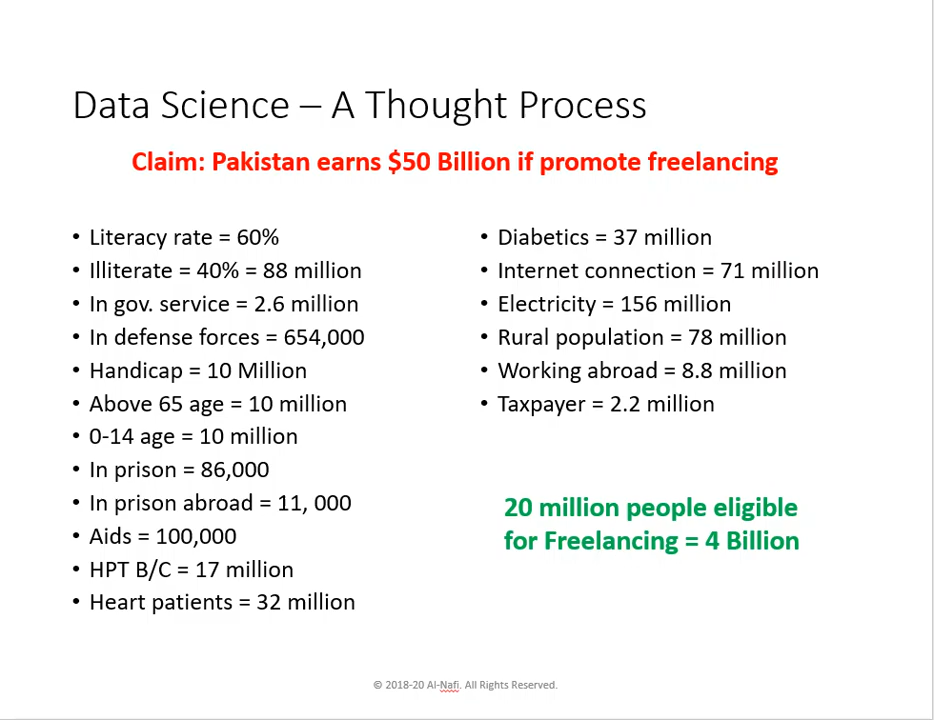 Data Science – A Thought Process
Claim: Pakistan earns $50 Billion if promote freelancing
• Literacy rate = 60%
• Illiterate = 40% = 88 million
• In gov. service = 2.6 million
• In defense forces = 654,000
• Handicap = 10 Million
• Above 65 age = 10 million
• 0-14 age = 10 million
• In prison = 86,000
• In prison abroad = 11, 000
• Aids = 100,000
• HPT B/C = 17 million
• Heart patients = 32 million
• Diabetics = 37 million
• Internet connection = 71 million
• Electricity = 156 million
• Rural population = 78 million
• Working abroad = 8.8 million
• Taxpayer = 2.2 million
20 million people eligible
for Freelancing = 4 Billion
© 2018-20 Al-Nafi. All Rights Reserved.